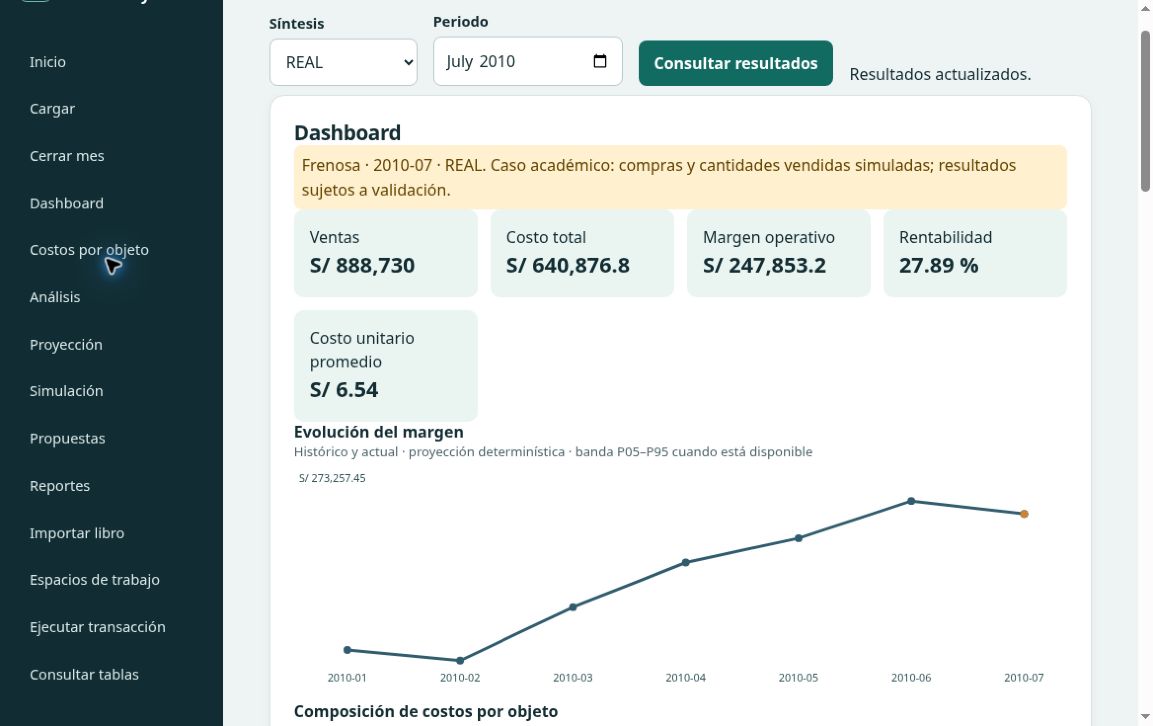 Inicio
Cargar
Cerrar mes
Dashboard
Costos por objeto
Análisis
Proyección
Simulación
Propuestas
Reportes
Importar libro
Espacios de trabajo
Ejecutar transacción
Consultar tablas
Síntesis
REAL
Periodo
July 2010
Consultar resultados
Resultados actualizados.
Dashboard
Frenosa · 2010-07 · REAL. Caso académico: compras y cantidades vendidas simuladas; resultados
sujetos a validación.
Ventas
S/ 888,730
Costo total
S/ 640,876.8
Margen operativo
S/ 247,853.2
Rentabilidad
27.89 %
Costo unitario
promedio
S/ 6.54
Evolución del margen
Histórico y actual · proyección determinística · banda P05–P95 cuando está disponible
S/ 273,257.45
2010-01 2010-02 2010-03 2010-04 2010-05 2010-06 2010-07
Composición de costos por objeto